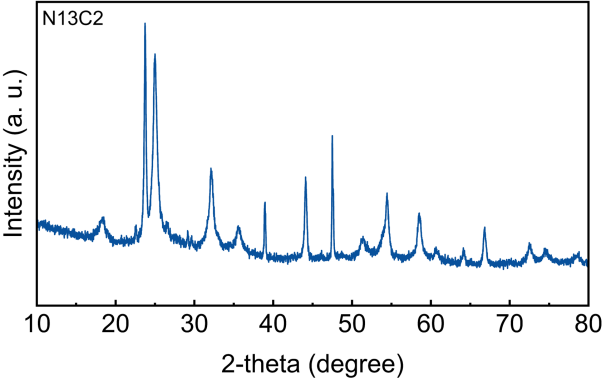 N13C2
Intensity (a. u.)
10 20 30 40 50 60 70 80
2-theta (degree)